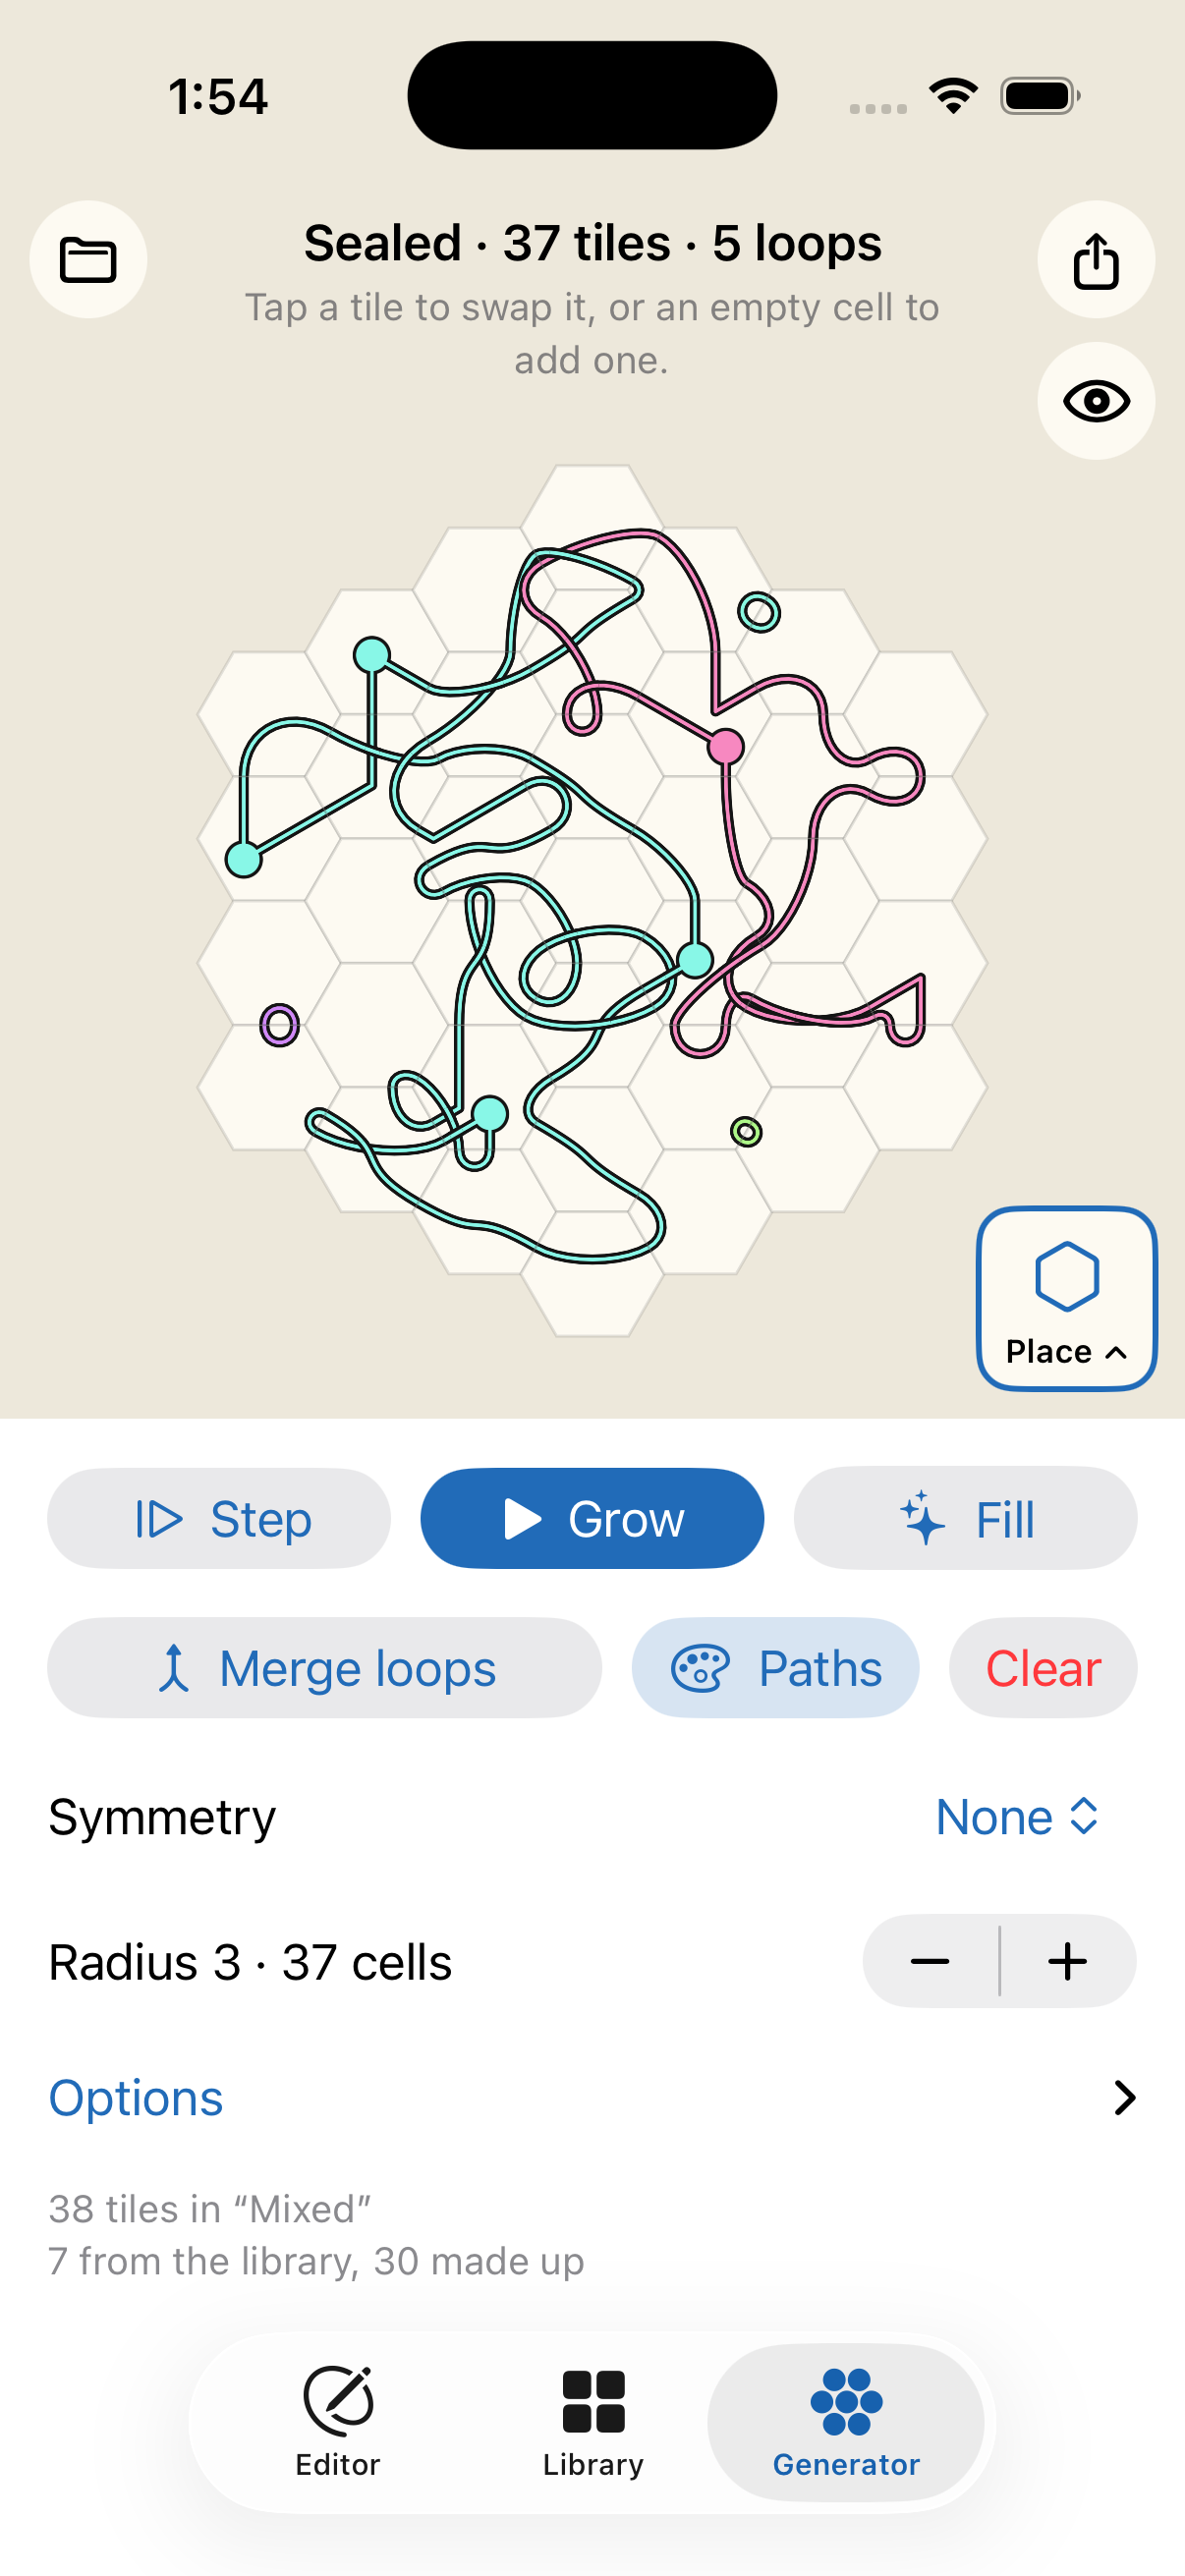 1:54
Sealed · 37 tiles · 5 loops
Tap a tile to swap it, or an empty cell to
add one.
Place
Step
Grow
Fill
Merge loops
Paths
Clear
Symmetry
None
Radius 3 · 37 cells
Options
38 tiles in “Mixed”
7 from the library, 30 made up
Editor
Library
Generator